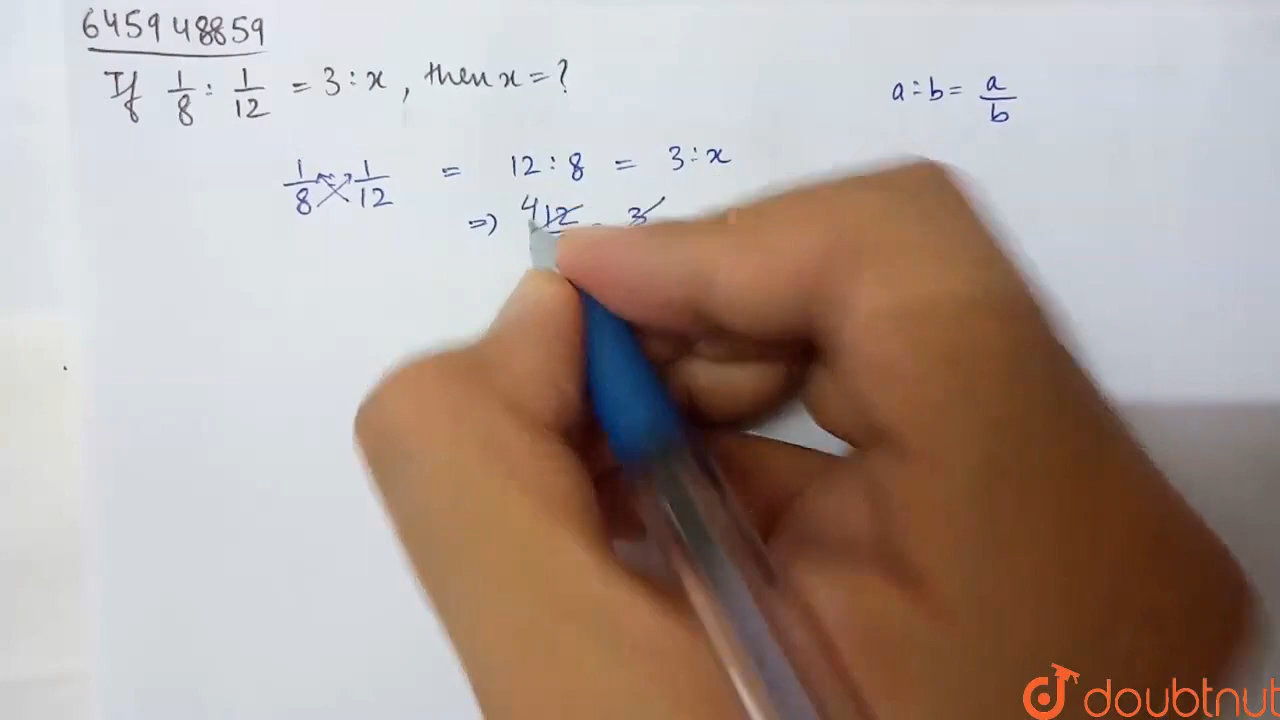 645948859
If 1/8 : 1/12 = 3 : x, then x = ?
a ÷ b = a/b
1/8 1/12 = 12 : 8 = 3 : x
⇒ 4 12 3
doubtnut